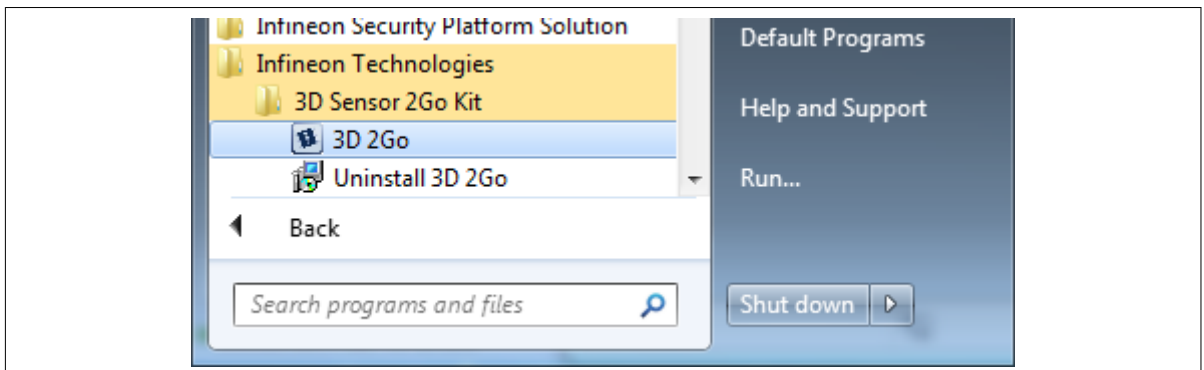 Infineon Security Platform Solution
Infineon Technologies
3D Sensor 2Go Kit
3D 2Go
Uninstall 3D 2Go
Back
Search programs and files
Default Programs
Help and Support
Run...
Shut down